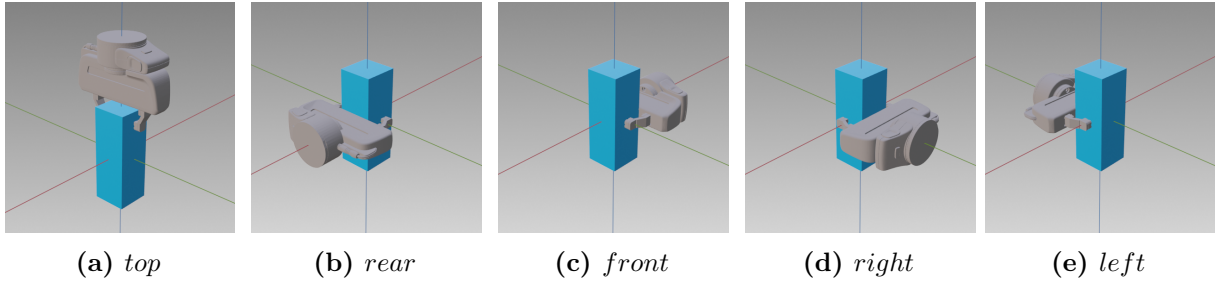 (a) top
(b) rear
(c) front
(d) right
(e) left